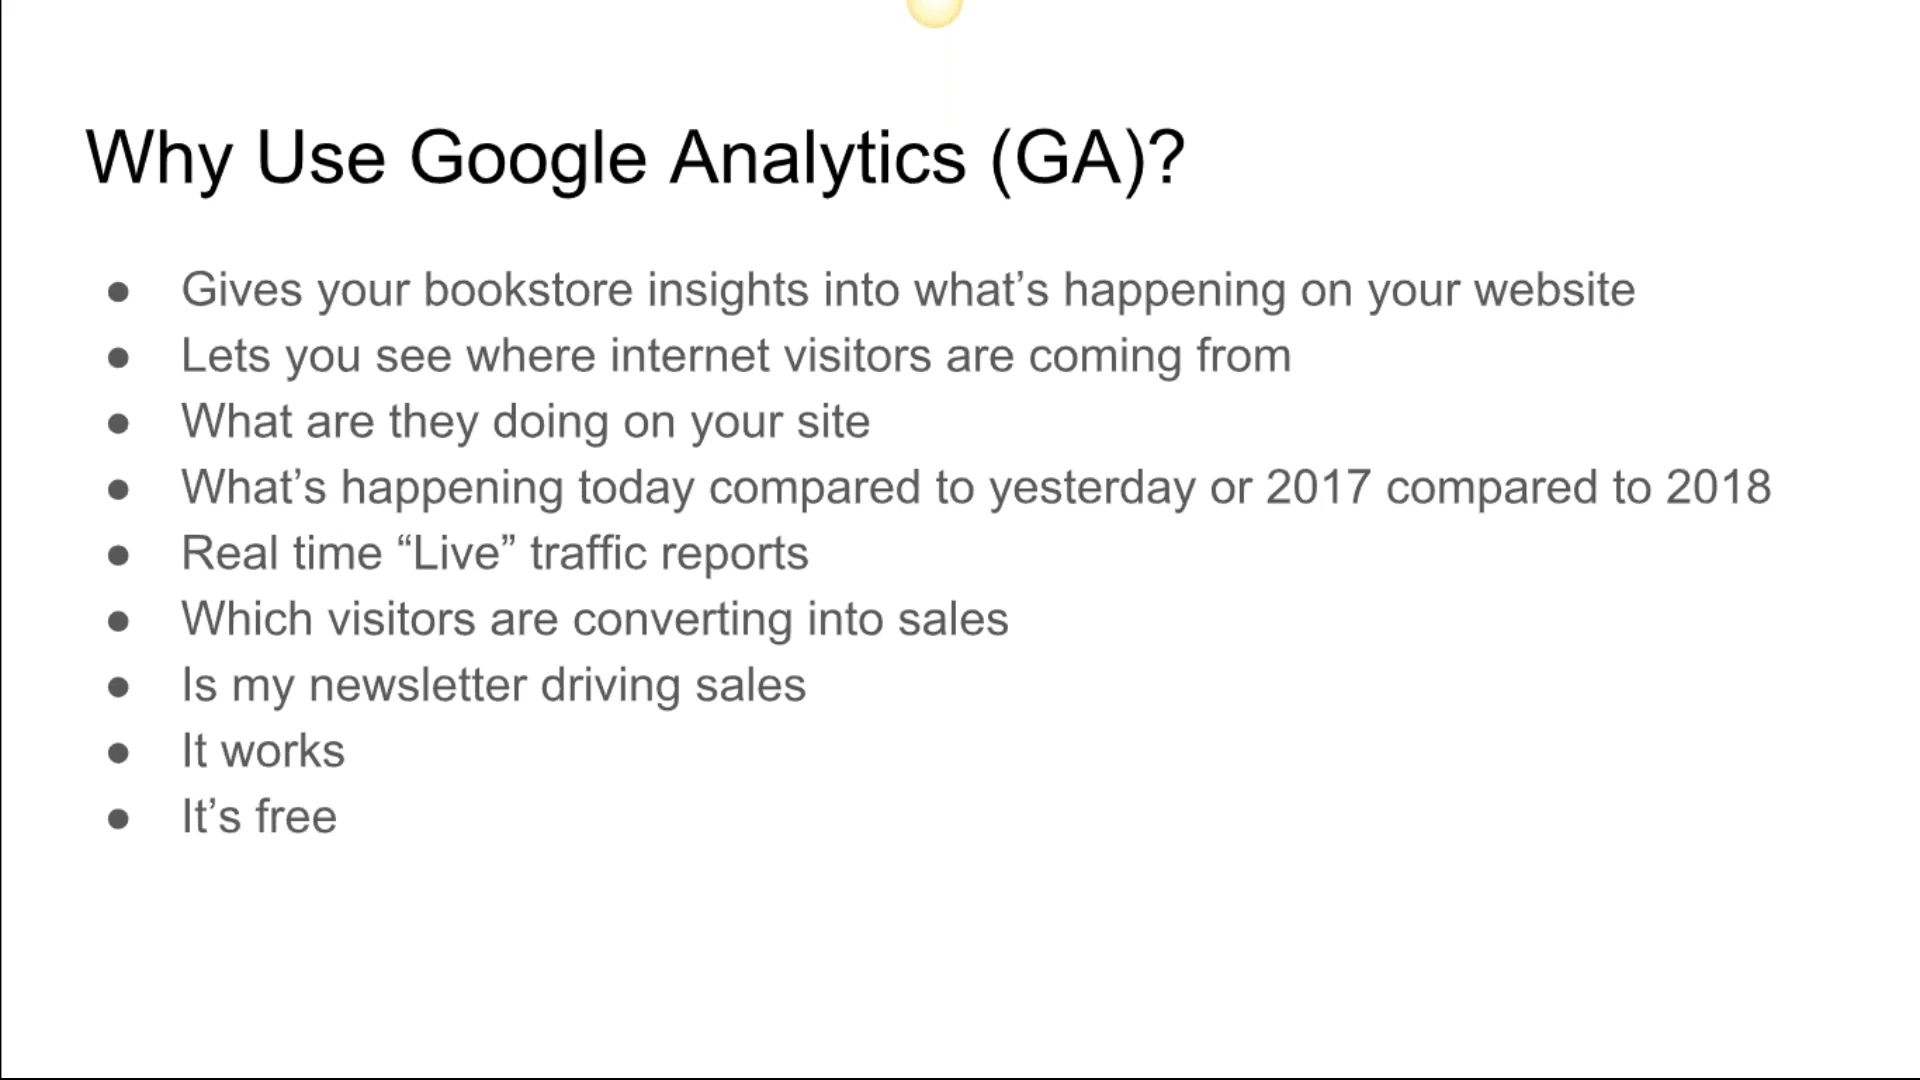 Why Use Google Analytics (GA)?
● Gives your bookstore insights into what’s happening on your website
● Lets you see where internet visitors are coming from
● What are they doing on your site
● What’s happening today compared to yesterday or 2017 compared to 2018
● Real time “Live” traffic reports
● Which visitors are converting into sales
● Is my newsletter driving sales
● It works
● It’s free